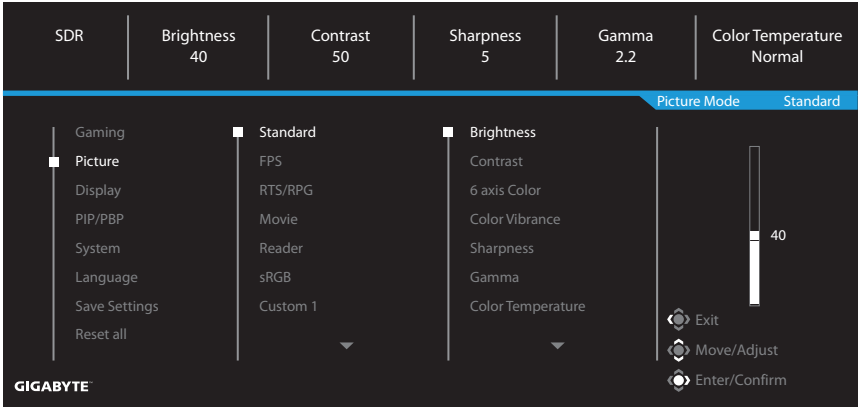 SDR
Brightness
40
Contrast
50
Sharpness
5
Gamma
2.2
Color Temperature
Normal
Picture Mode Standard
Gaming
Picture
Display
PIP/PBP
System
Language
Save Settings
Reset all
Standard
FPS
RTS/RPG
Movie
Reader
sRGB
Custom 1
Brightness
Contrast
6 axis Color
Color Vibrance
Sharpness
Gamma
Color Temperature
40
Exit
Move/Adjust
Enter/Confirm
GIGABYTE™